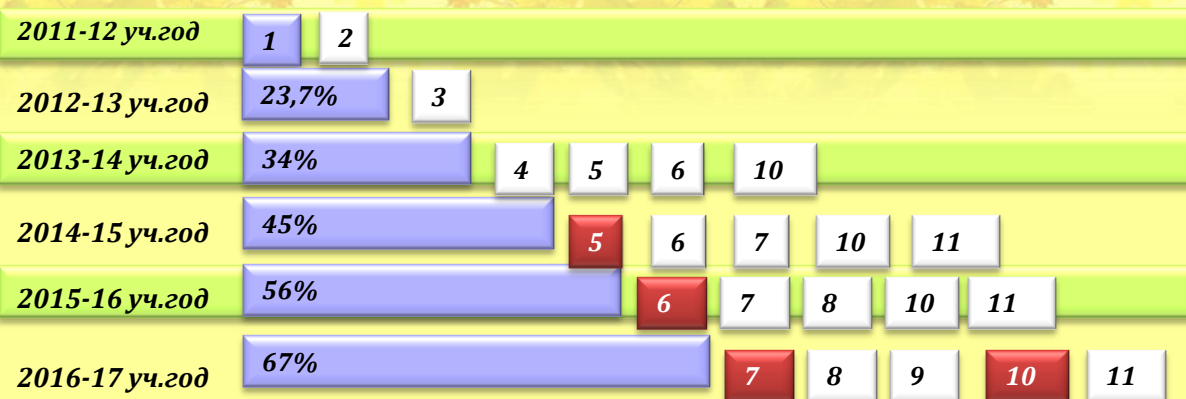 2011-12 уч.год 1 2
2012-13 уч.год 23,7% 3
2013-14 уч.год 34% 4 5 6 10
2014-15 уч.год 45% 5 6 7 10 11
2015-16 уч.год 56% 6 7 8 10 11
2016-17 уч.год 67% 7 8 9 10 11